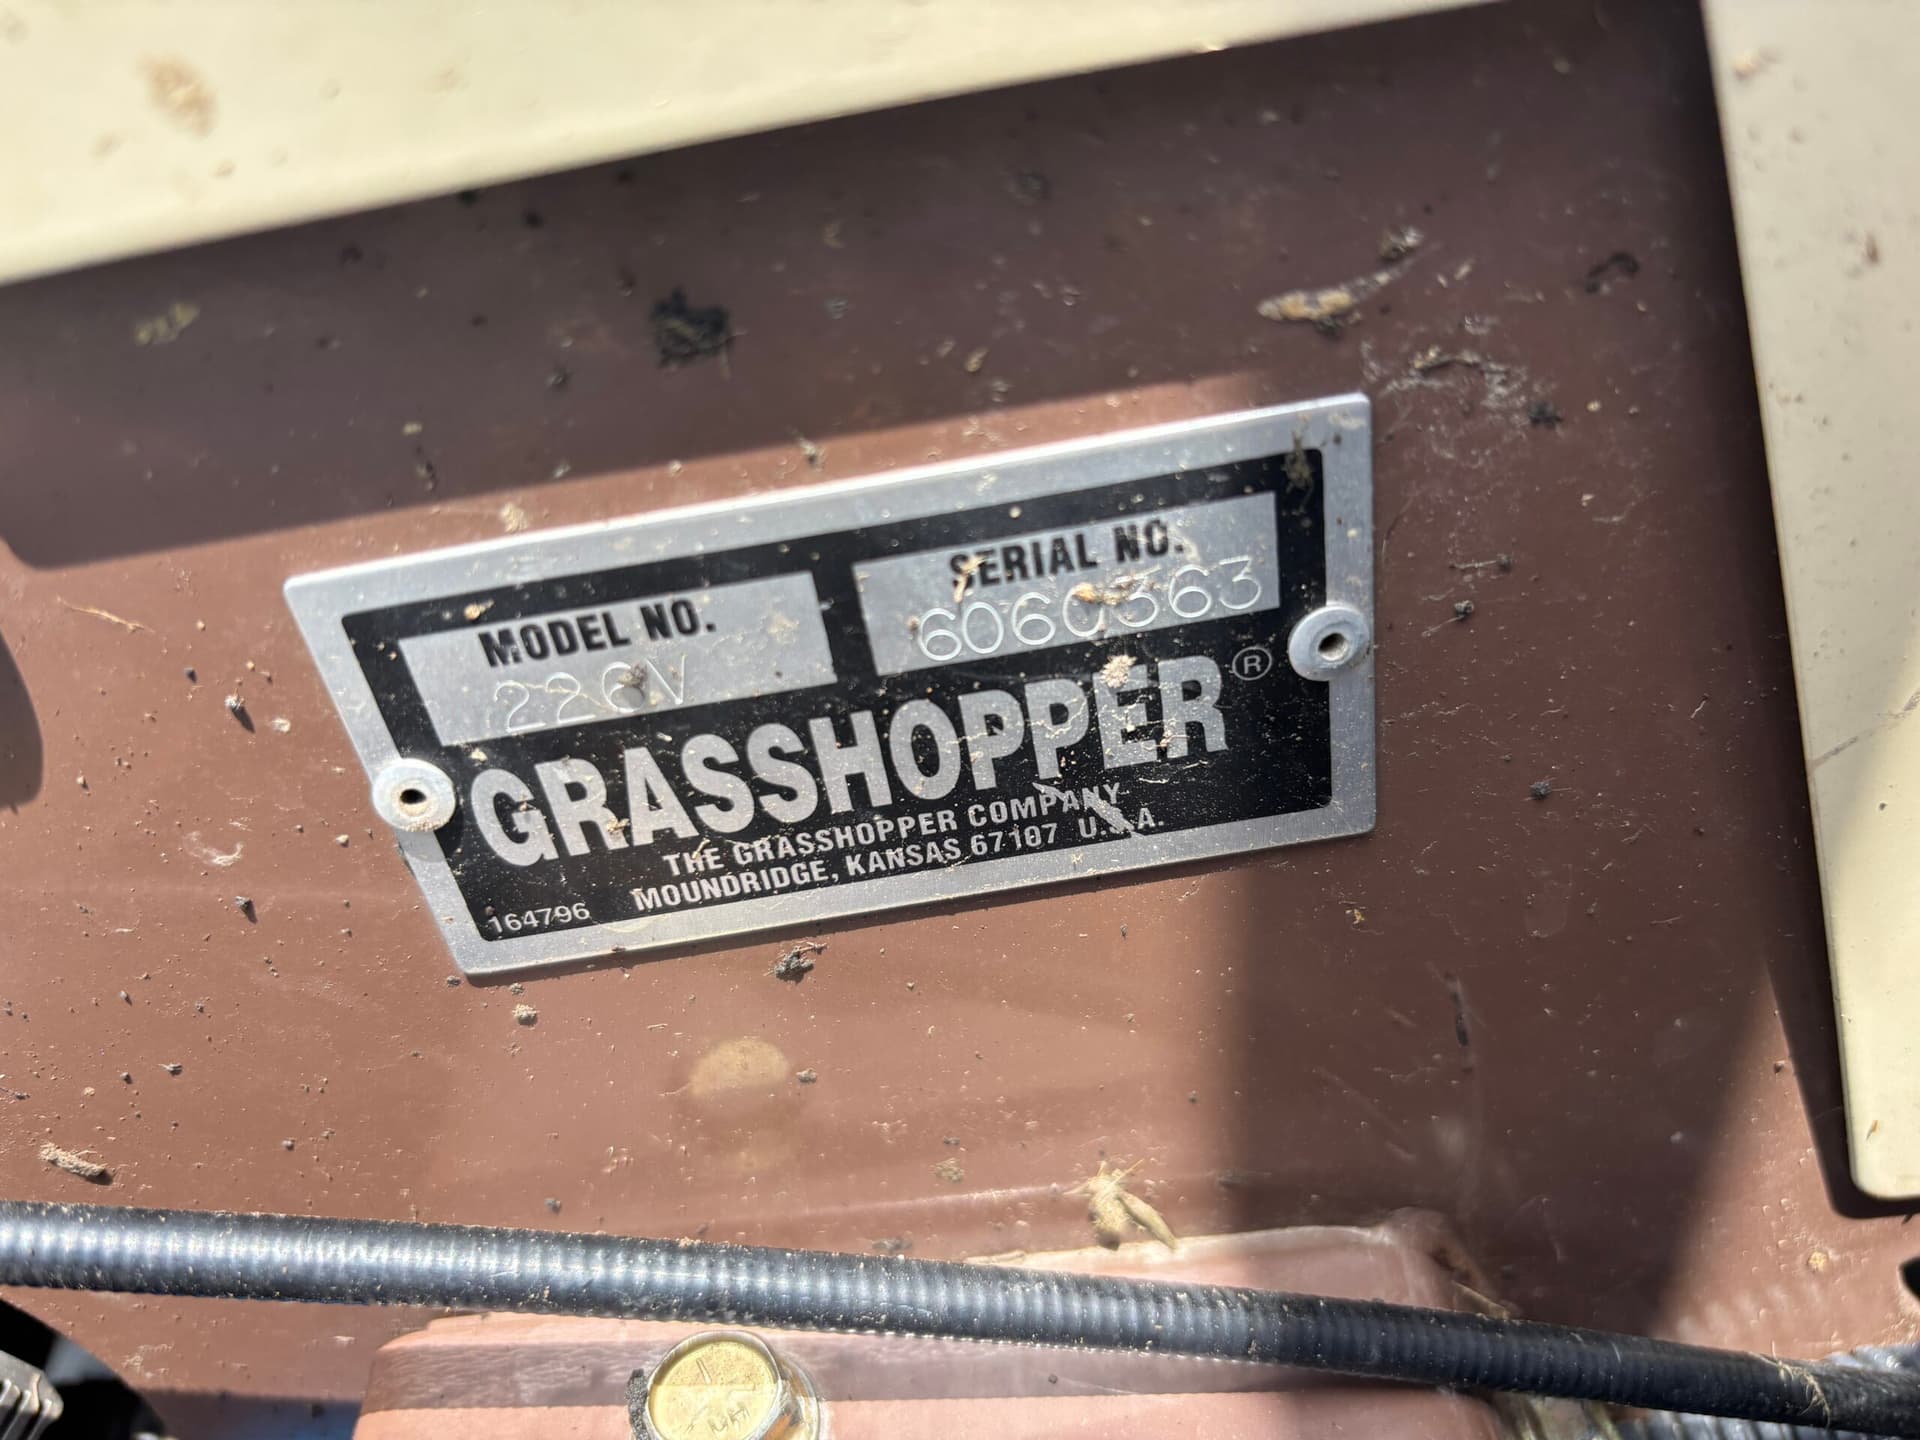 MODEL NO.
226V
SERIAL NO.
6060363
GRASSHOPPER®
THE GRASSHOPPER COMPANY
MOUNDRIDGE, KANSAS 67107 U.S.A.
164796